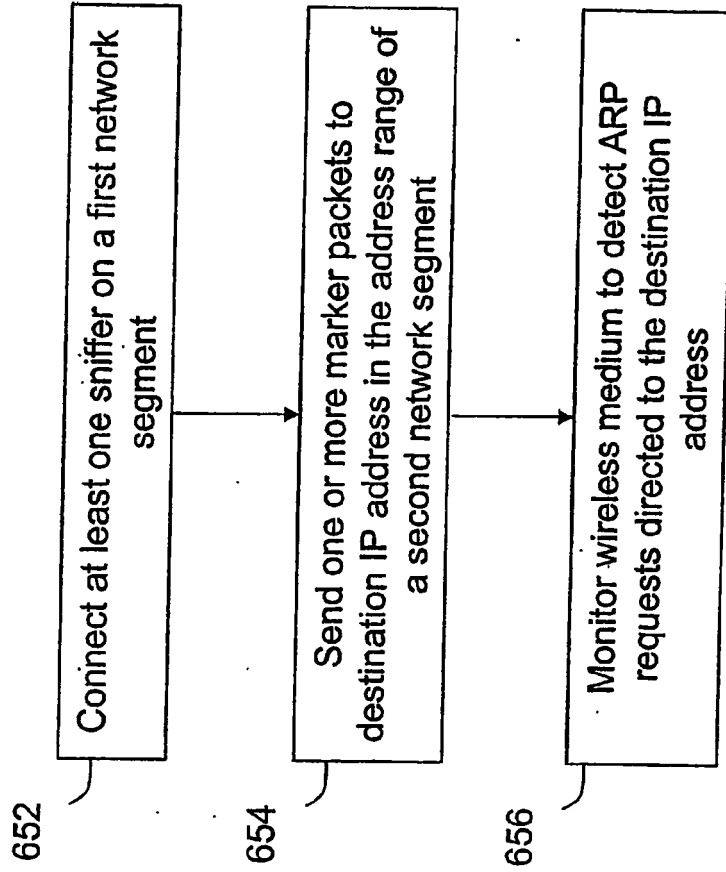 652
Connect at least one sniffer on a first network
segment
654
Send one or more marker packets to
destination IP address in the address range of
a second network segment
656
Monitor wireless medium to detect ARP
requests directed to the destination IP
address